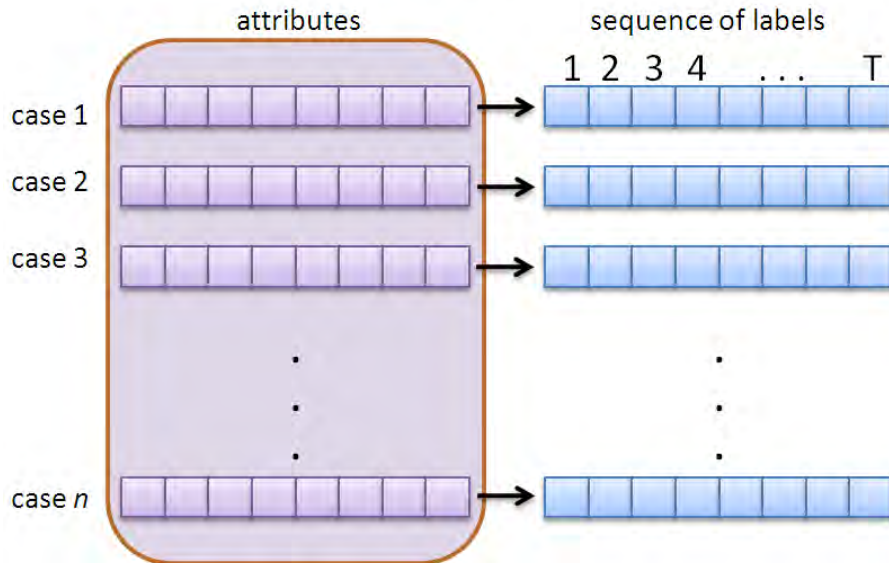 attributes
sequence of labels
1 2 3 4 . . . T
case 1
case 2
case 3
case n